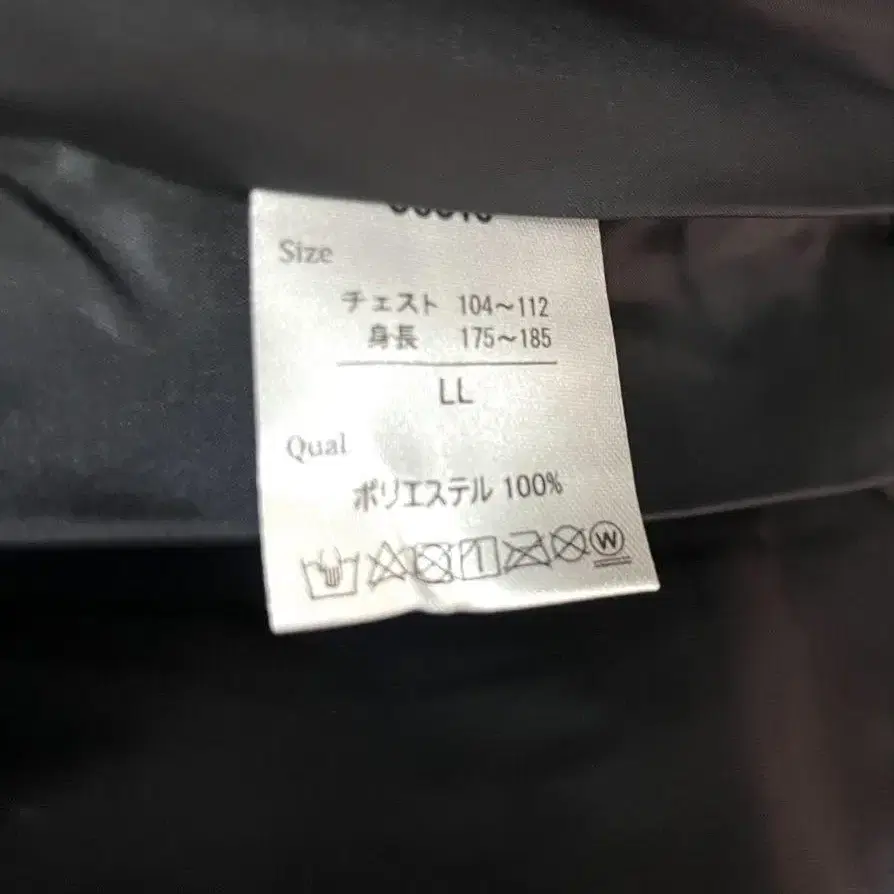 Size
チェスト 104～112
身長 175～185
LL
Qual
ポリエステル 100%
W